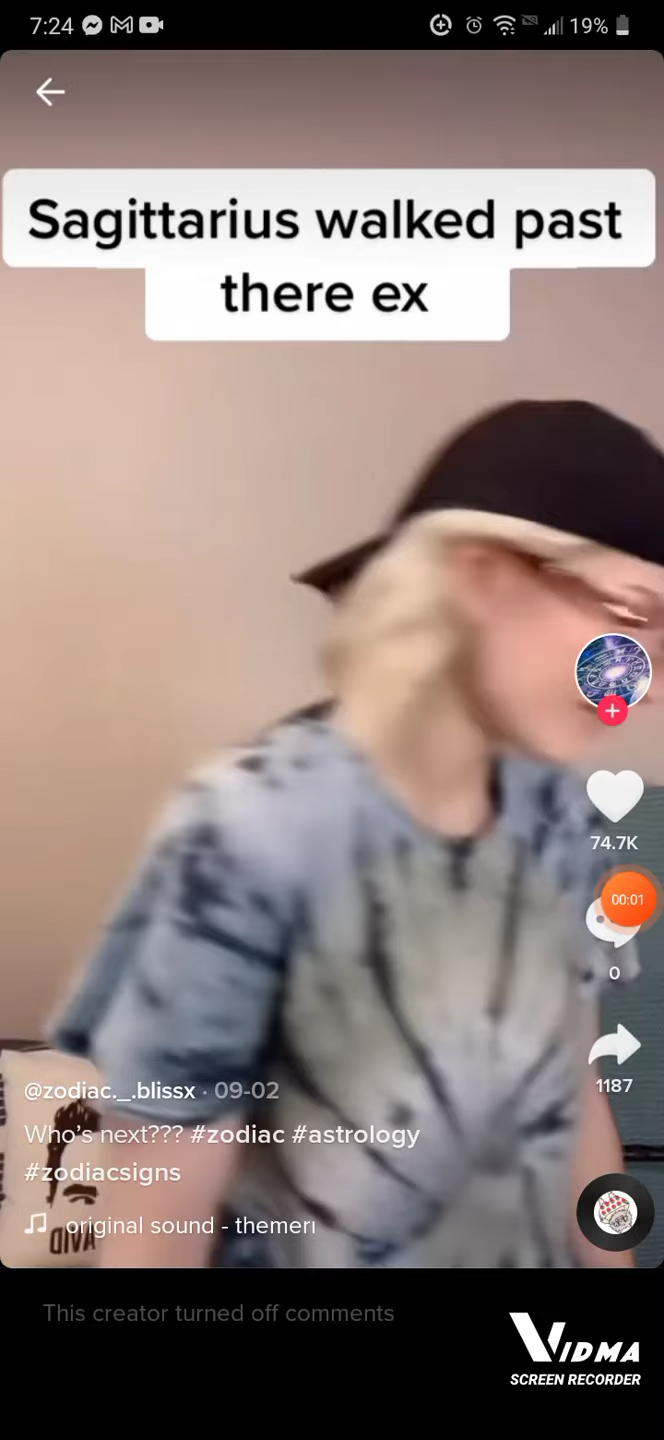 7:24
19%
Sagittarius walked past
there ex
74.7K
00:01
0
1187
@zodiac._.blissx · 09-02
Who's next??? #zodiac #astrology
#zodiacsigns
original sound - themeri
DIVA
This creator turned off comments
VIDMA
SCREEN RECORDER